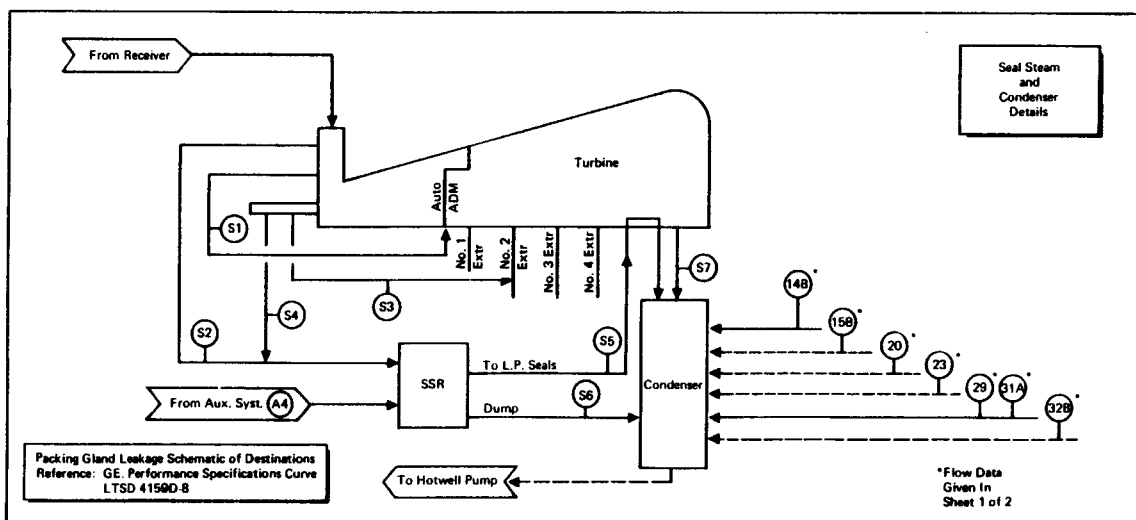 From Receiver
Seal Steam
and
Condenser
Details
Turbine
Auto
ADM
S1
No. 1
Extr
No. 2
Extr
No. 3 Extr
No. 4 Extr
S7
S3
S4
14B*
15B*
20*
23*
29*
31A*
32B*
S2
S5
To L.P. Seals
SSR
Condenser
From Aux. Syst. A4
Dump
S6
Packing Gland Leakage Schematic of Destinations
Reference: GE. Performance Specifications Curve
LTSD 4159D-8
To Hotwell Pump
*Flow Data
Given In
Sheet 1 of 2